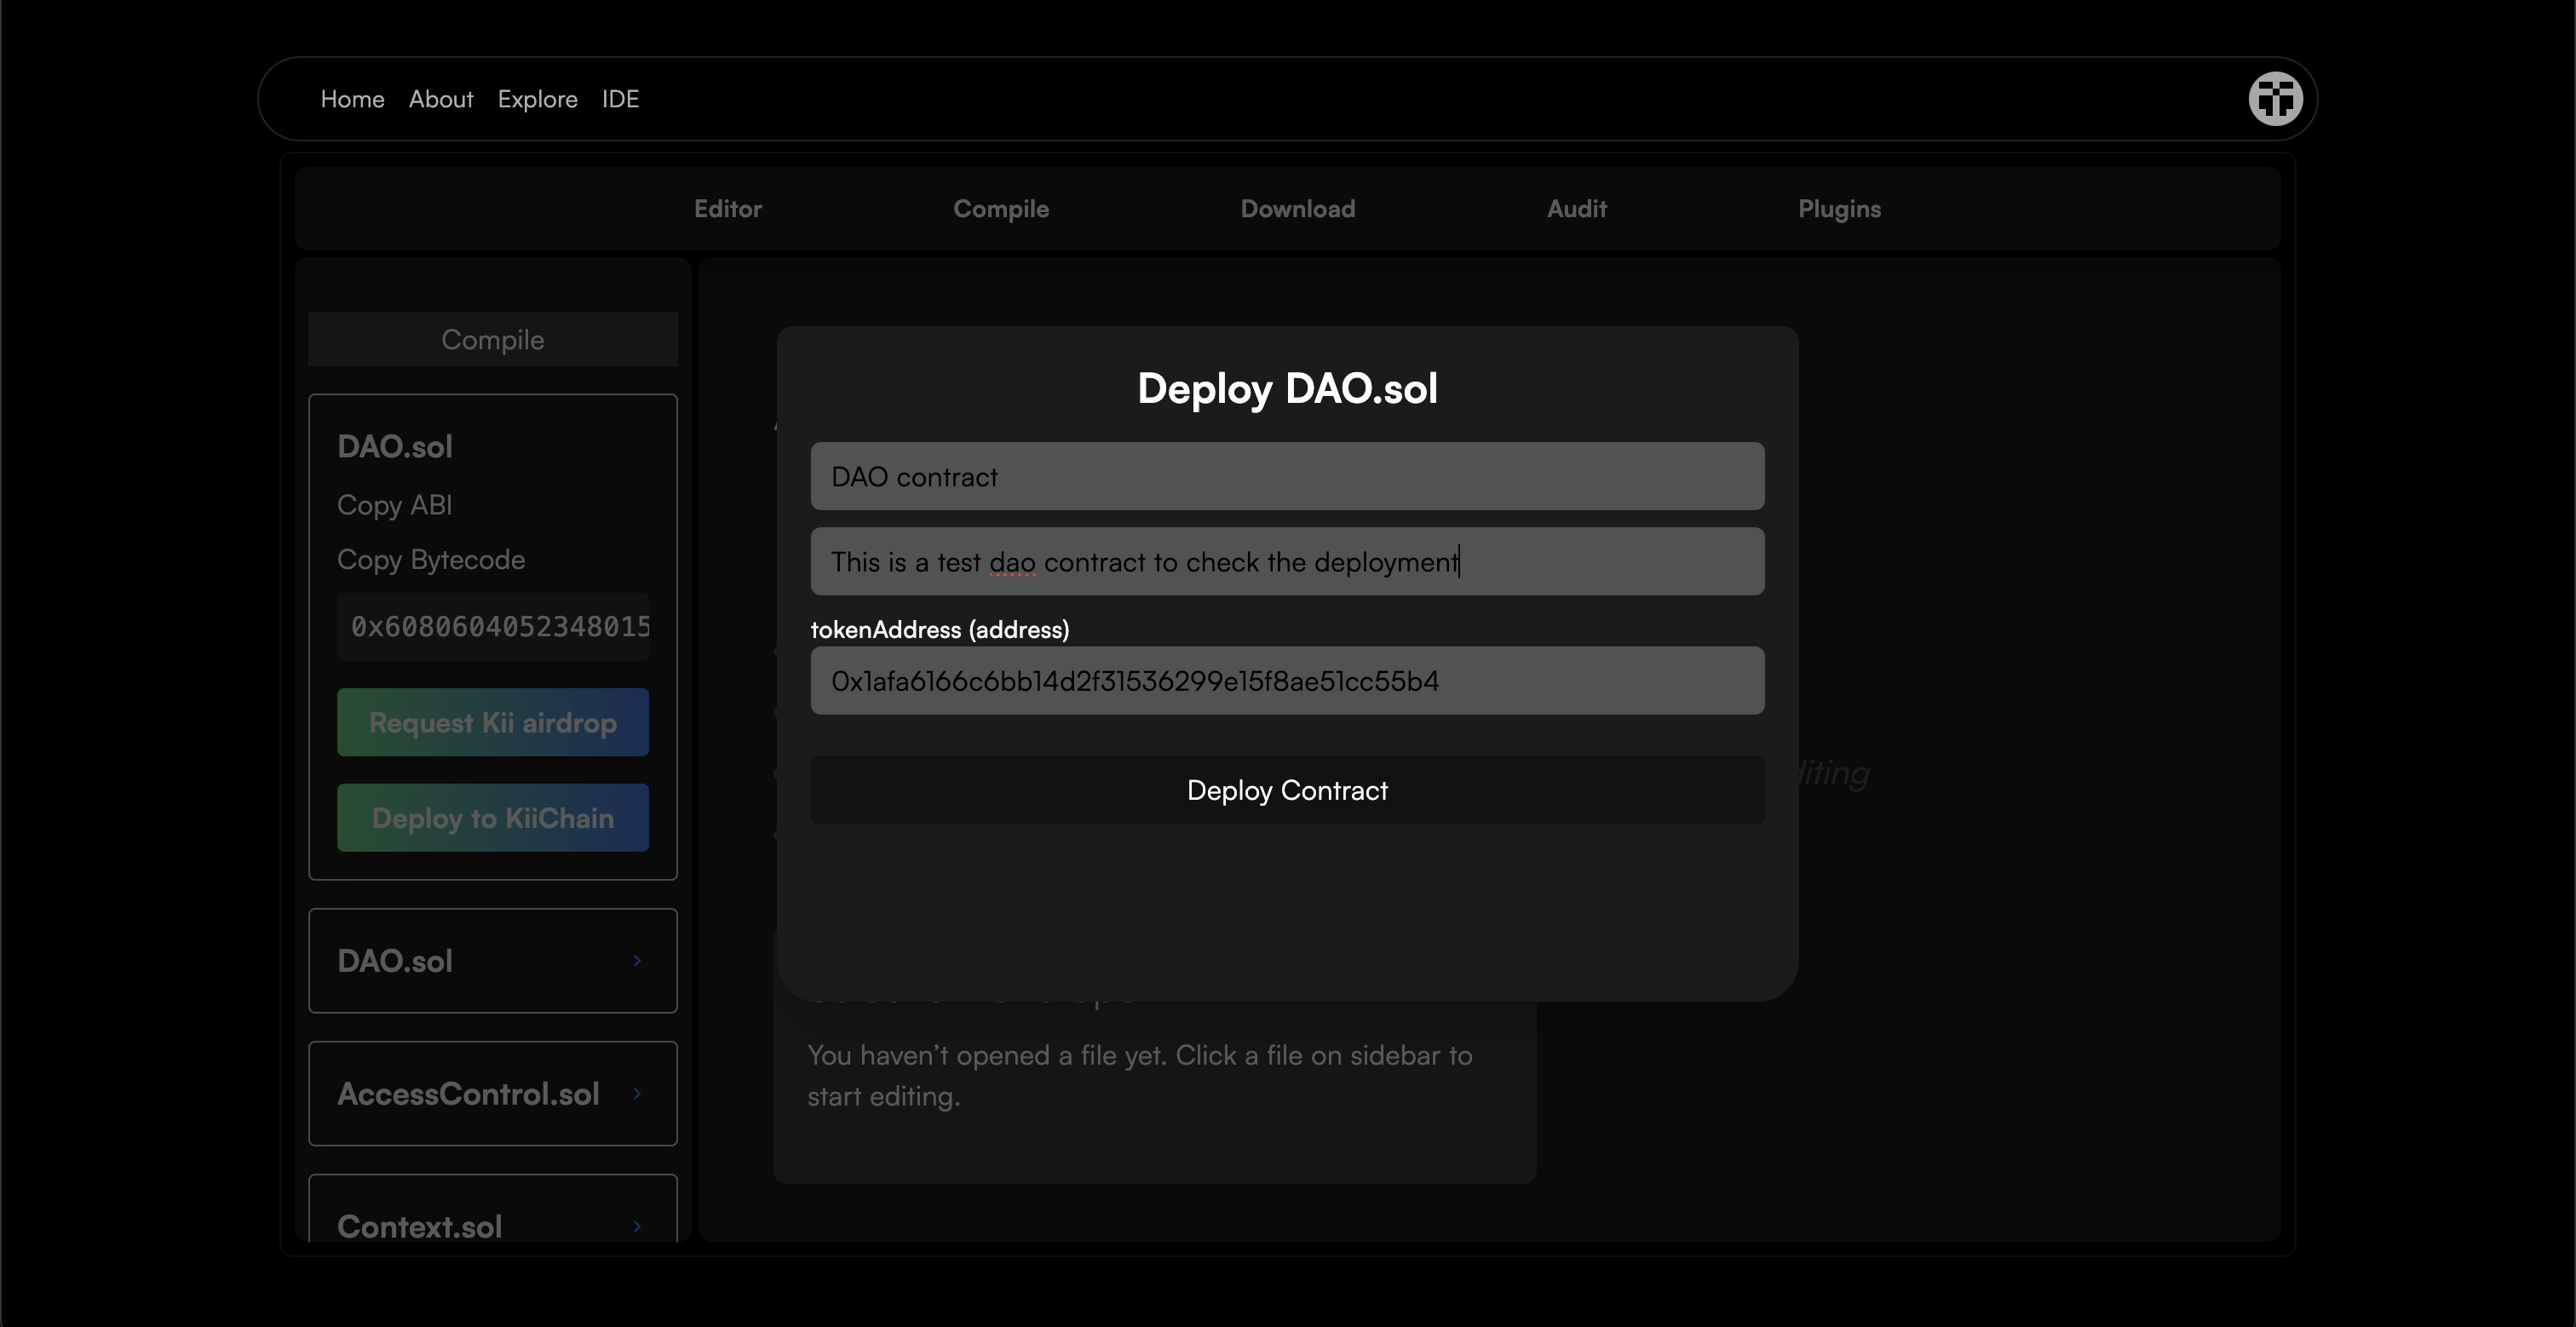 Home About Explore IDE
Editor Compile Download Audit Plugins
Compile
DAO.sol
Copy ABI
Copy Bytecode
0x6080604052348015
Request Kii airdrop
Deploy to KiiChain
DAO.sol
AccessControl.sol
Context.sol
Deploy DAO.sol
DAO contract
This is a test dao contract to check the deployment
tokenAddress (address)
0x1afa6166c6bb14d2f31536299e15f8ae51cc55b4
Deploy Contract
You haven’t opened a file yet. Click a file on sidebar to
start editing.